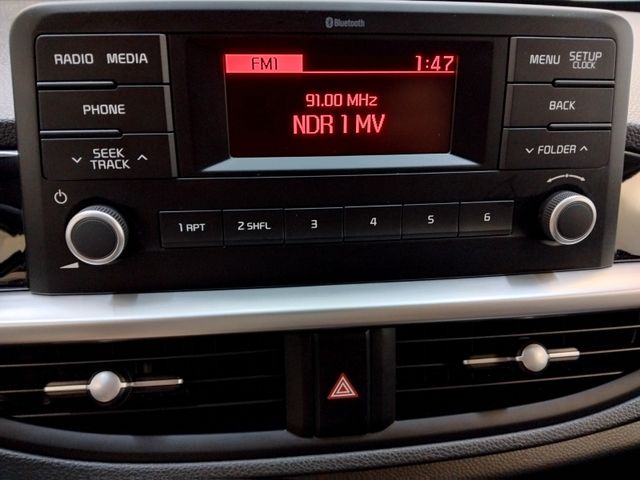 Bluetooth
RADIO MEDIA
FM1 1:47
MENU SETUP
CLOCK
91.00 MHz
PHONE
NDR 1 MV
BACK
SEEK
TRACK
FOLDER
1 RPT 2 SHFL 3 4 5 6